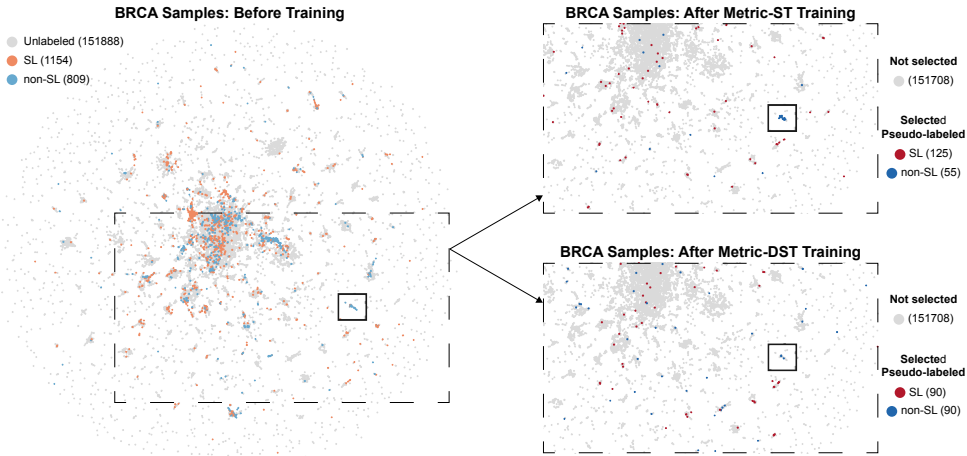 BRCA Samples: Before Training
Unlabeled (151888)
SL (1154)
non-SL (809)
BRCA Samples: After Metric-ST Training
Not selected
(151708)
Selected
Pseudo-labeled
SL (125)
non-SL (55)
BRCA Samples: After Metric-DST Training
Not selected
(151708)
Selected
Pseudo-labeled
SL (90)
non-SL (90)